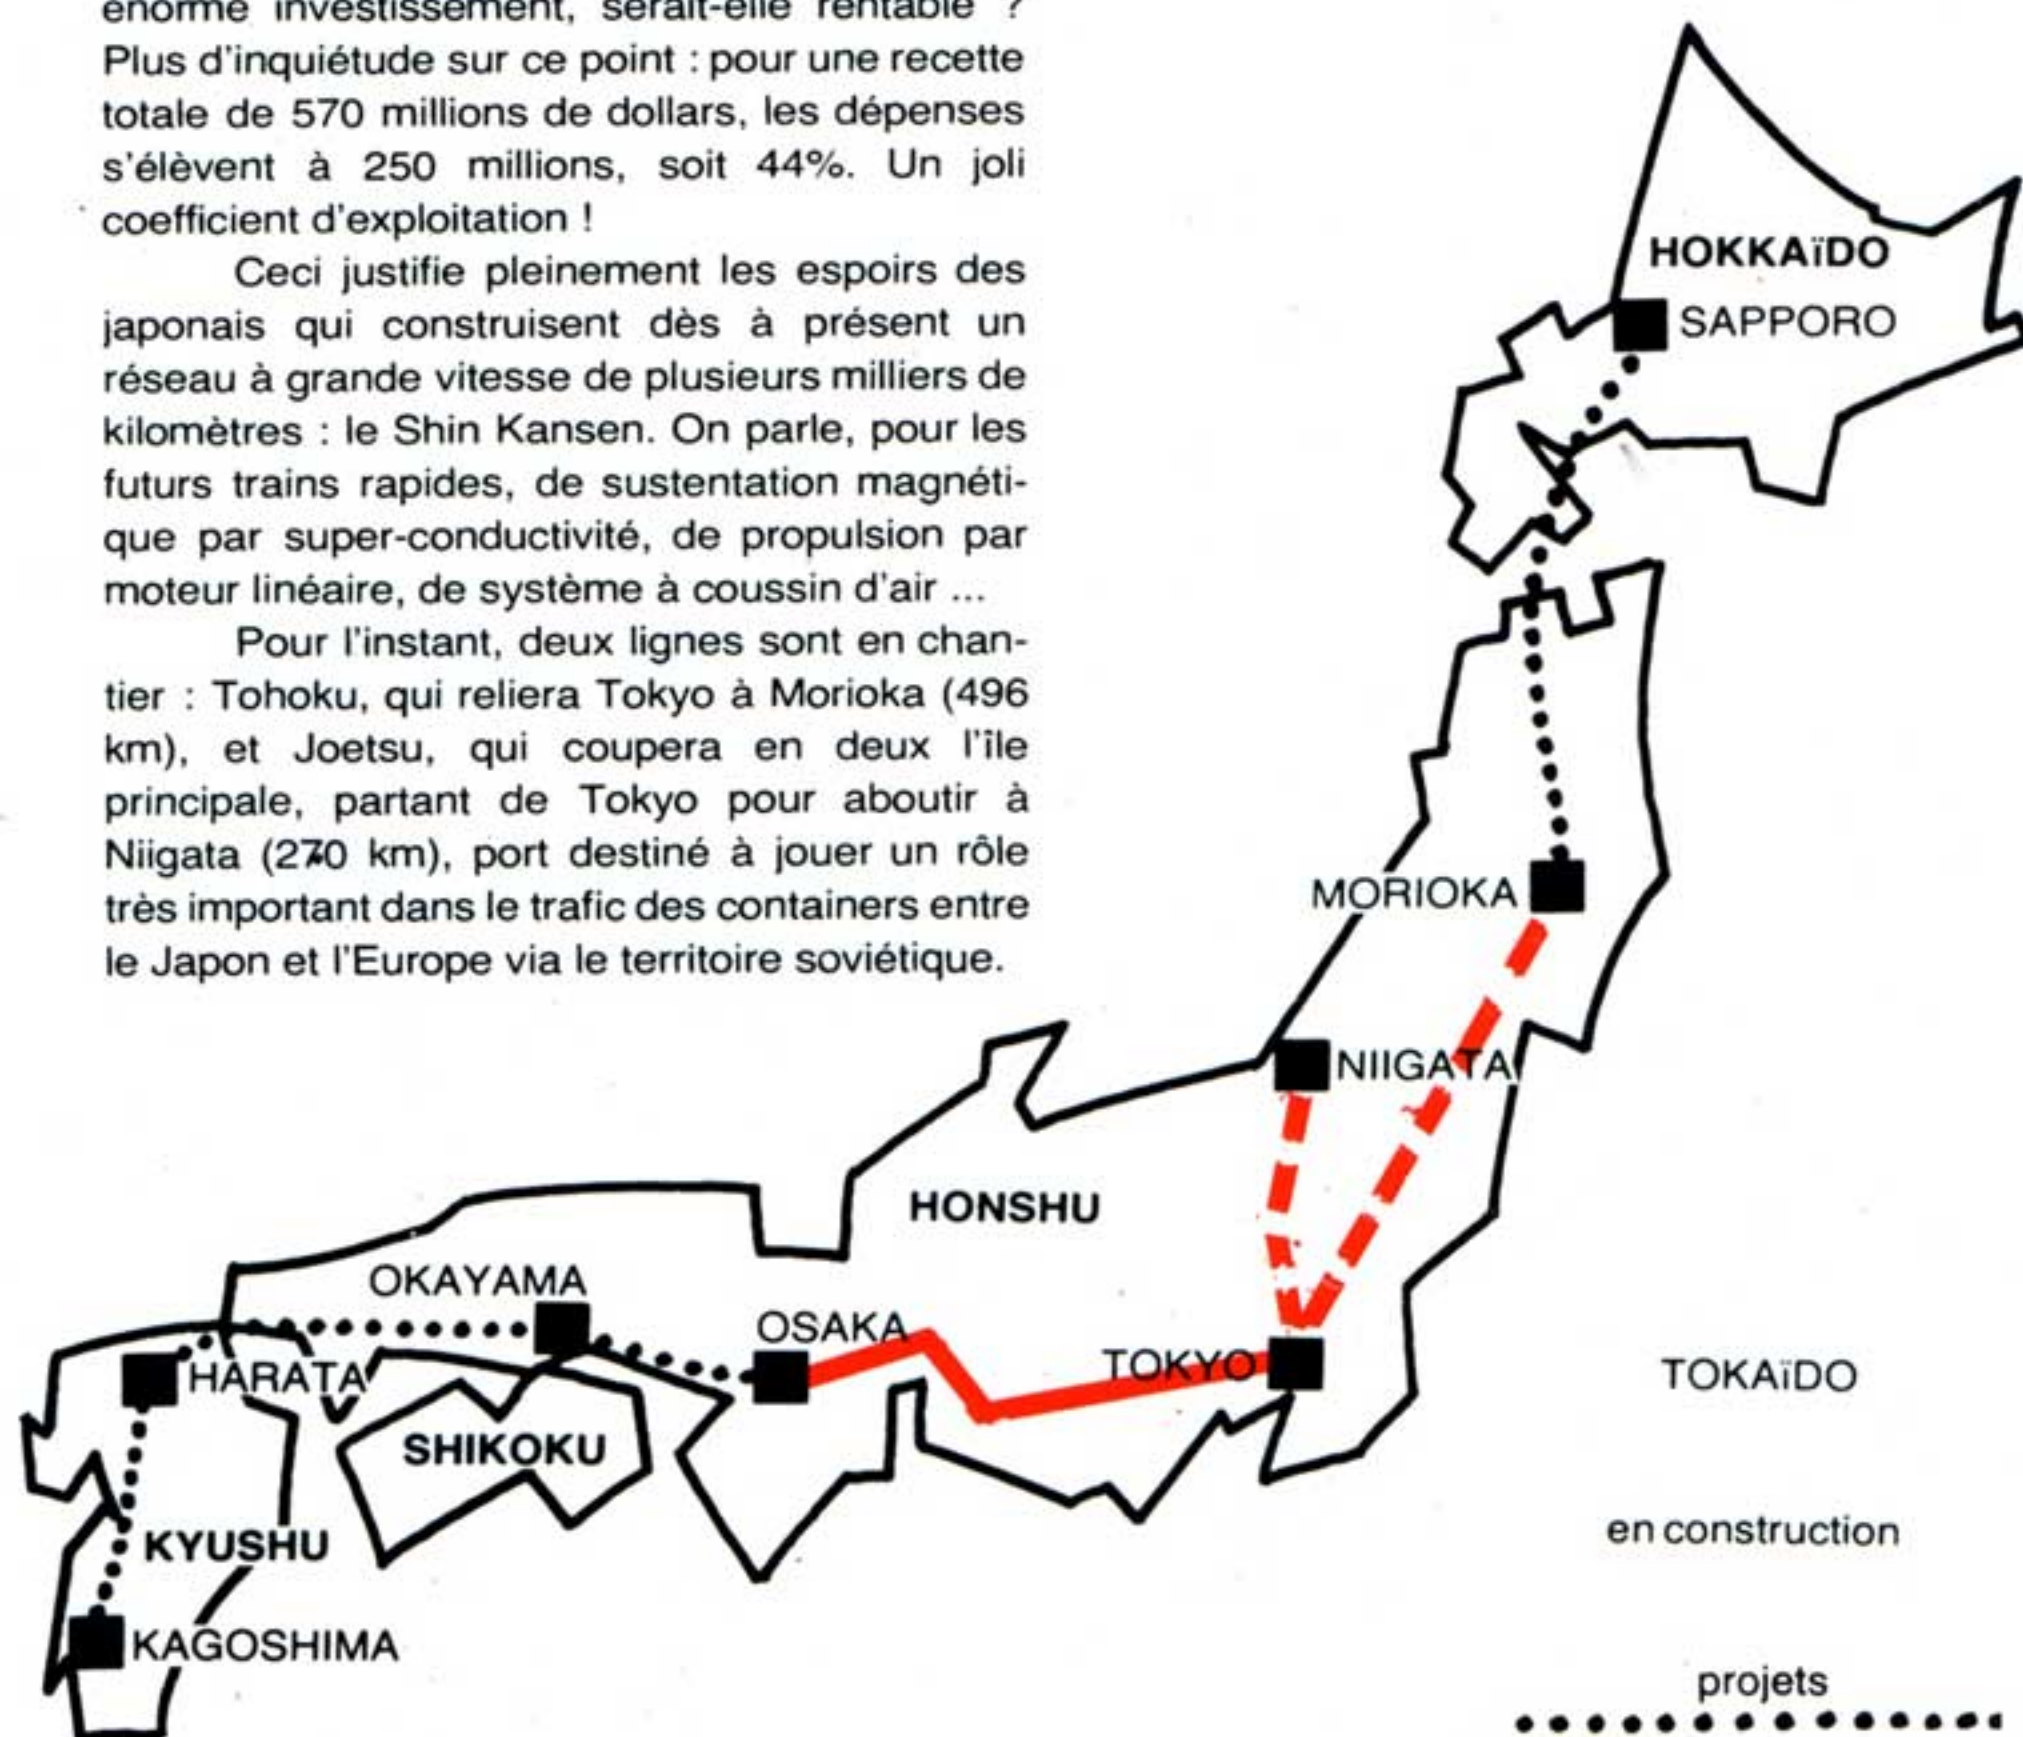 énorme investissement, serait-elle rentable ?
Plus d'inquiétude sur ce point : pour une recette
totale de 570 millions de dollars, les dépenses
s'élèvent à 250 millions, soit 44%. Un joli
coefficient d'exploitation !
Ceci justifie pleinement les espoirs des
japonais qui construisent dès à présent un
réseau à grande vitesse de plusieurs milliers de
kilomètres : le Shin Kansen. On parle, pour les
futurs trains rapides, de sustentation magnéti-
que par super-conductivité, de propulsion par
moteur linéaire, de système à coussin d'air ...
Pour l'instant, deux lignes sont en chan-
tier : Tohoku, qui reliera Tokyo à Morioka (496
km), et Joetsu, qui coupera en deux l'île
principale, partant de Tokyo pour aboutir à
Niigata (270 km), port destiné à jouer un rôle
très important dans le trafic des containers entre
le Japon et l'Europe via le territoire soviétique.
HOKKAïDO
SAPPORO
MORIOKA
NIIGATA
HONSHU
OKAYAMA
OSAKA
TOKYO
HARATA
SHIKOKU
KYUSHU
KAGOSHIMA
TOKAïDO
en construction
projets